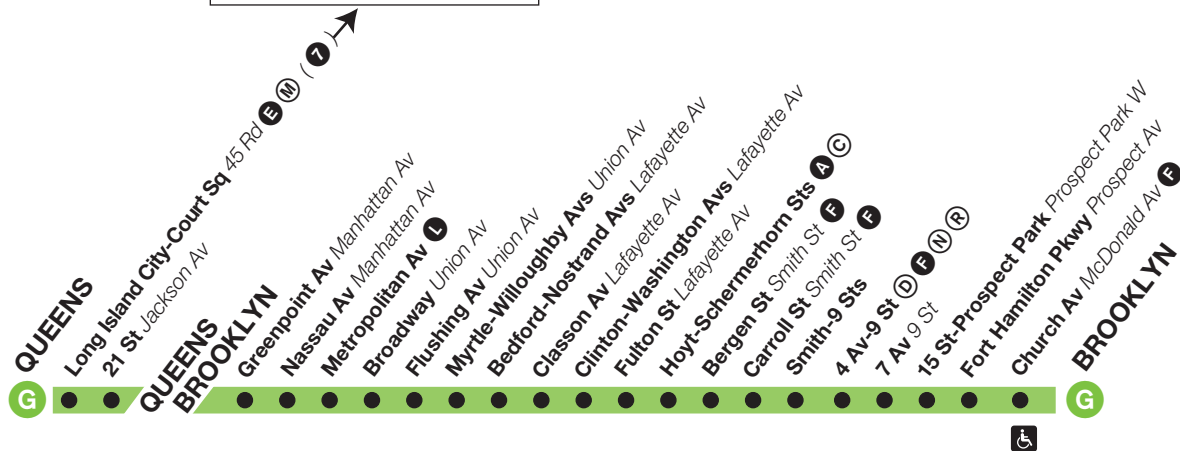 Long Island City-Court Sq 45 Rd E M ( 7 )
21 St Jackson Av
Greenpoint Av Manhattan Av
Nassau Av Manhattan Av
Metropolitan Av L
Broadway Union Av
Flushing Av Union Av
Myrtle-Willoughby Avs Union Av
Bedford-Nostrand Avs Lafayette Av
Classon Av Lafayette Av
Clinton-Washington Avs Lafayette Av
Fulton St Lafayette Av
Hoyt-Schermerhorn Sts A C
Bergen St Smith St F
Carroll St Smith St F
Smith-9 Sts
4 Av-9 St D F N R
7 Av 9 St
15 St-Prospect Park Prospect Park W
Fort Hamilton Pkwy Prospect Av
Church Av McDonald Av F
QUEENS
QUEENS
BROOKLYN
BROOKLYN
G
G